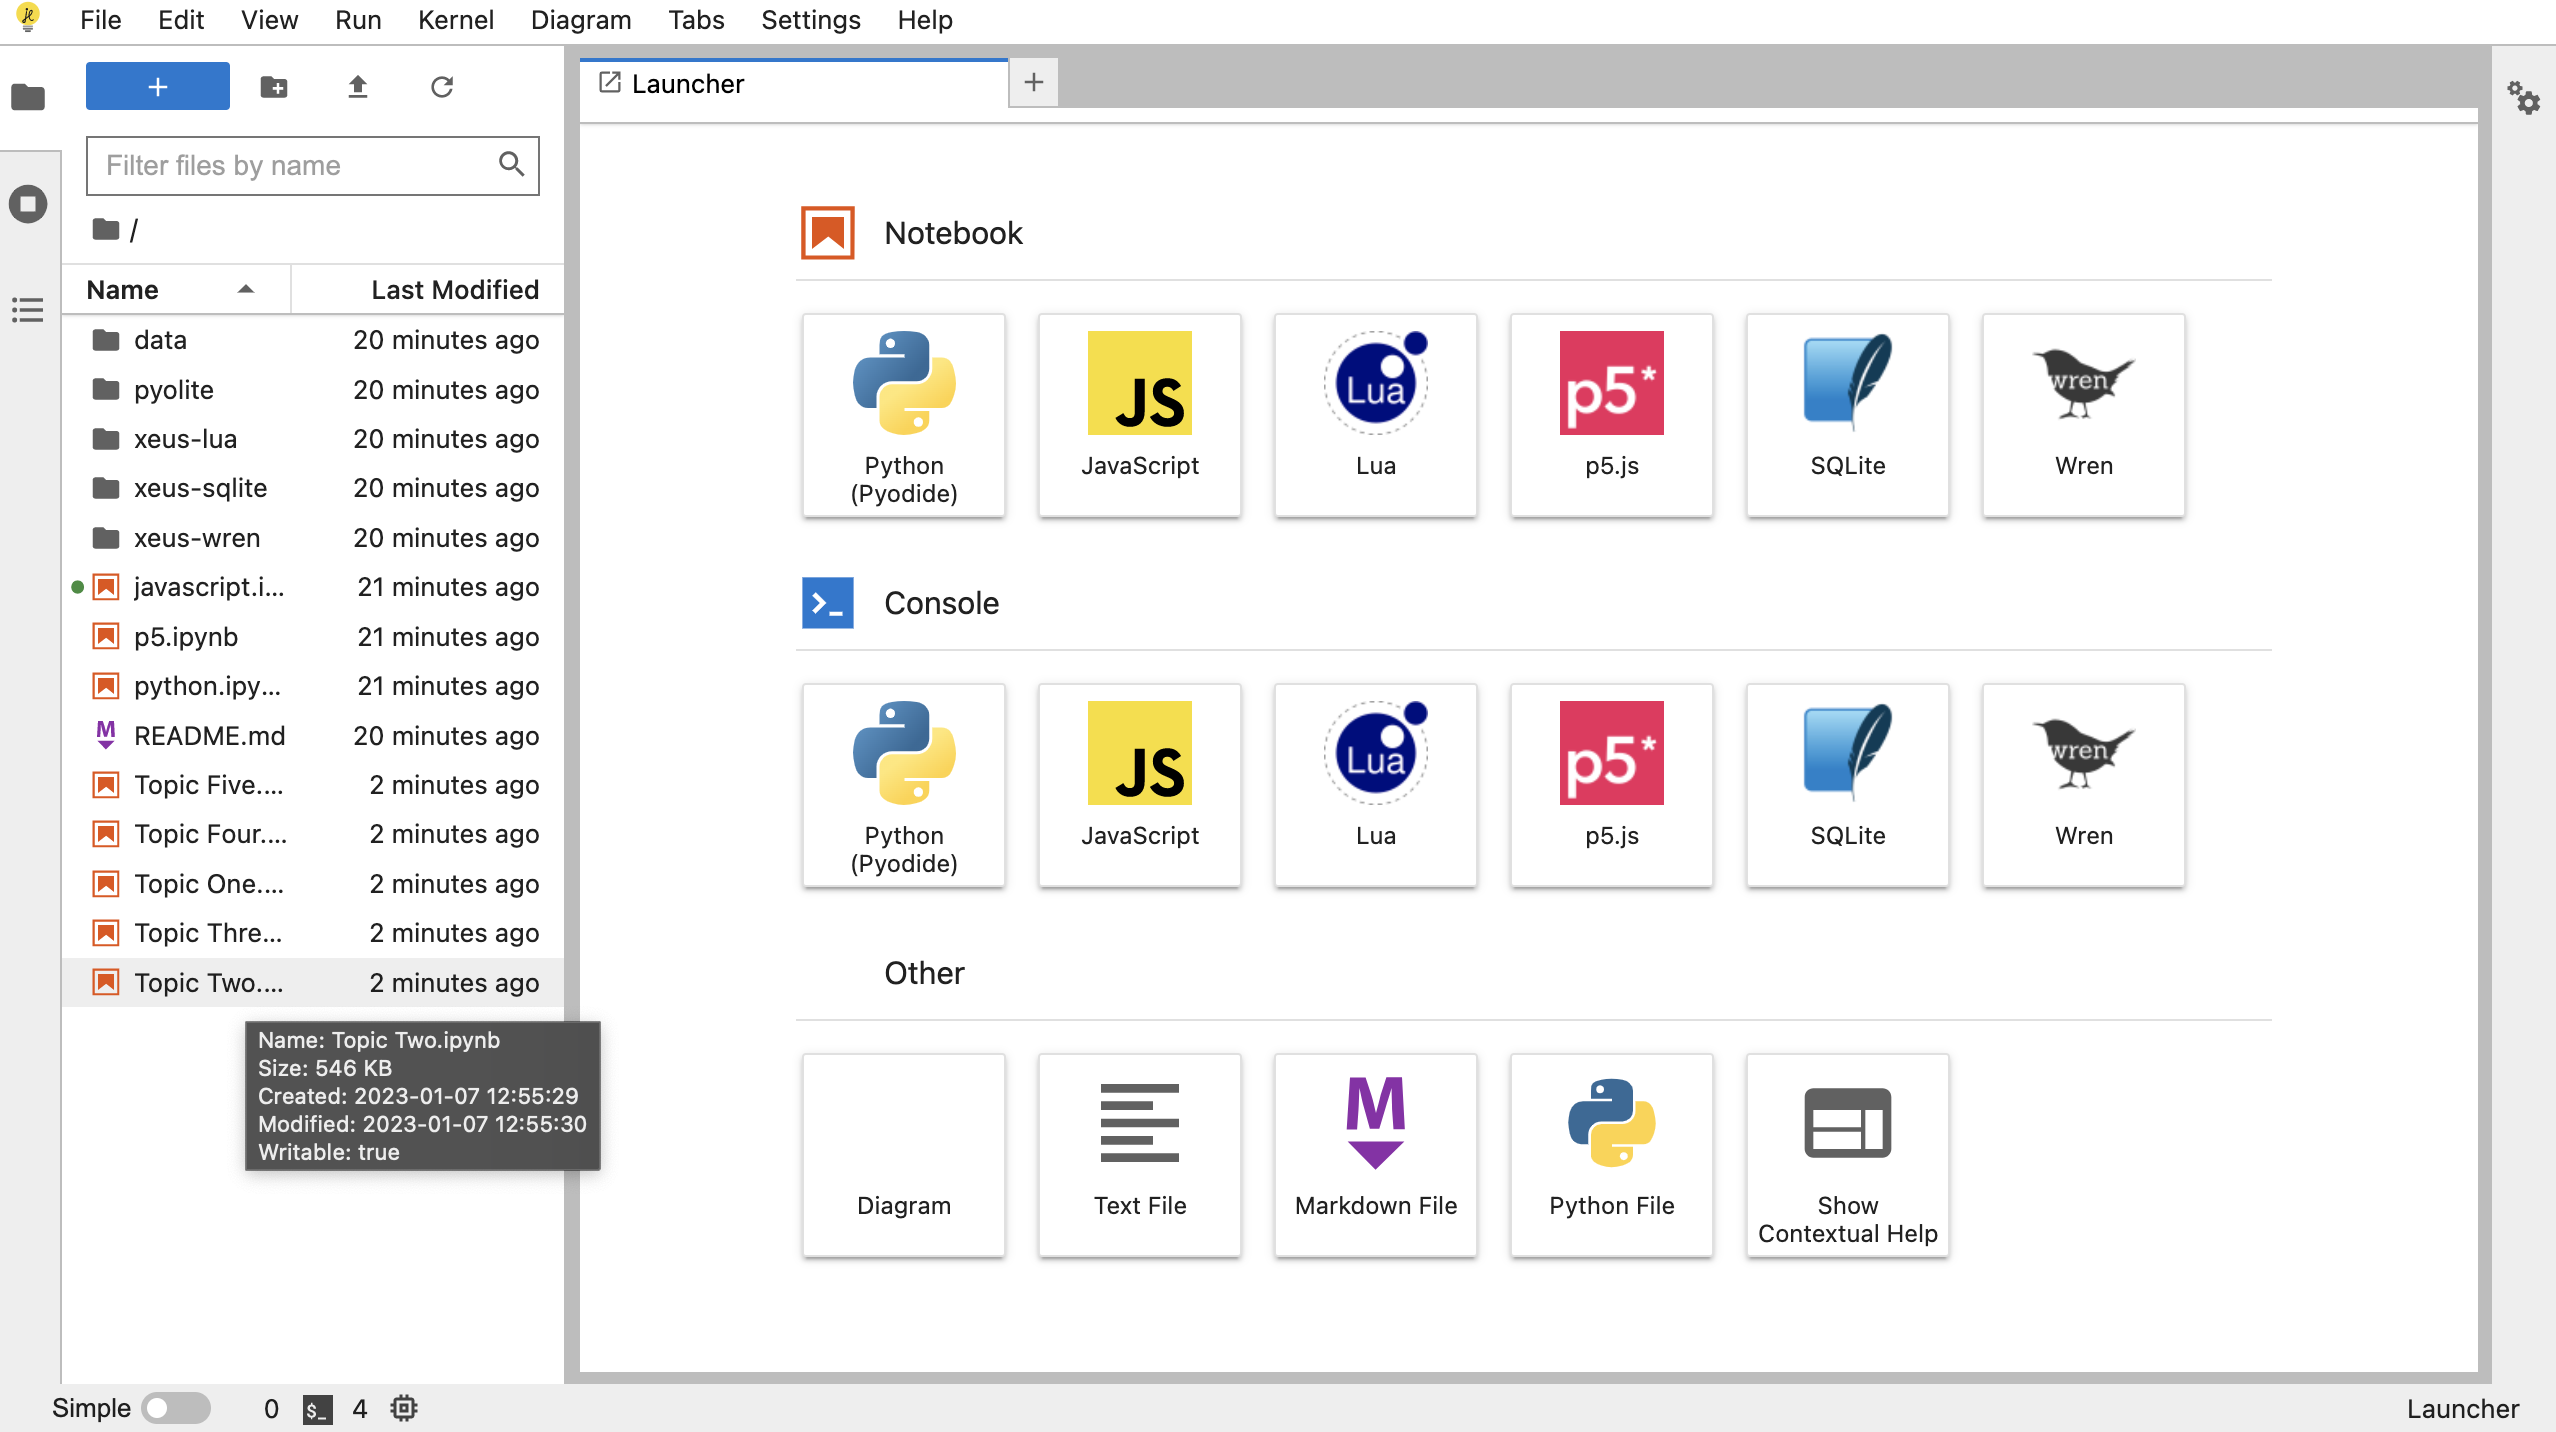 File Edit View Run Kernel Diagram Tabs Settings Help
+
Filter files by name
/
Name Last Modified
data 20 minutes ago
pyolite 20 minutes ago
xeus-lua 20 minutes ago
xeus-sqlite 20 minutes ago
xeus-wren 20 minutes ago
javascript.i... 21 minutes ago
p5.ipynb 21 minutes ago
python.ipy... 21 minutes ago
M README.md 20 minutes ago
Topic Five.... 2 minutes ago
Topic Four.... 2 minutes ago
Topic One.... 2 minutes ago
Topic Thre... 2 minutes ago
Topic Two.... 2 minutes ago
Name: Topic Two.ipynb
Size: 546 KB
Created: 2023-01-07 12:55:29
Modified: 2023-01-07 12:55:30
Writable: true
Launcher +
Notebook
JS Lua p5* wren
Python (Pyodide)
JavaScript
Lua
p5.js
SQLite
Wren
Console
JS Lua p5* wren
Python (Pyodide)
JavaScript
Lua
p5.js
SQLite
Wren
Other
M
Diagram
Text File
Markdown File
Python File
Show
Contextual Help
Simple 0 $_ 4
Launcher